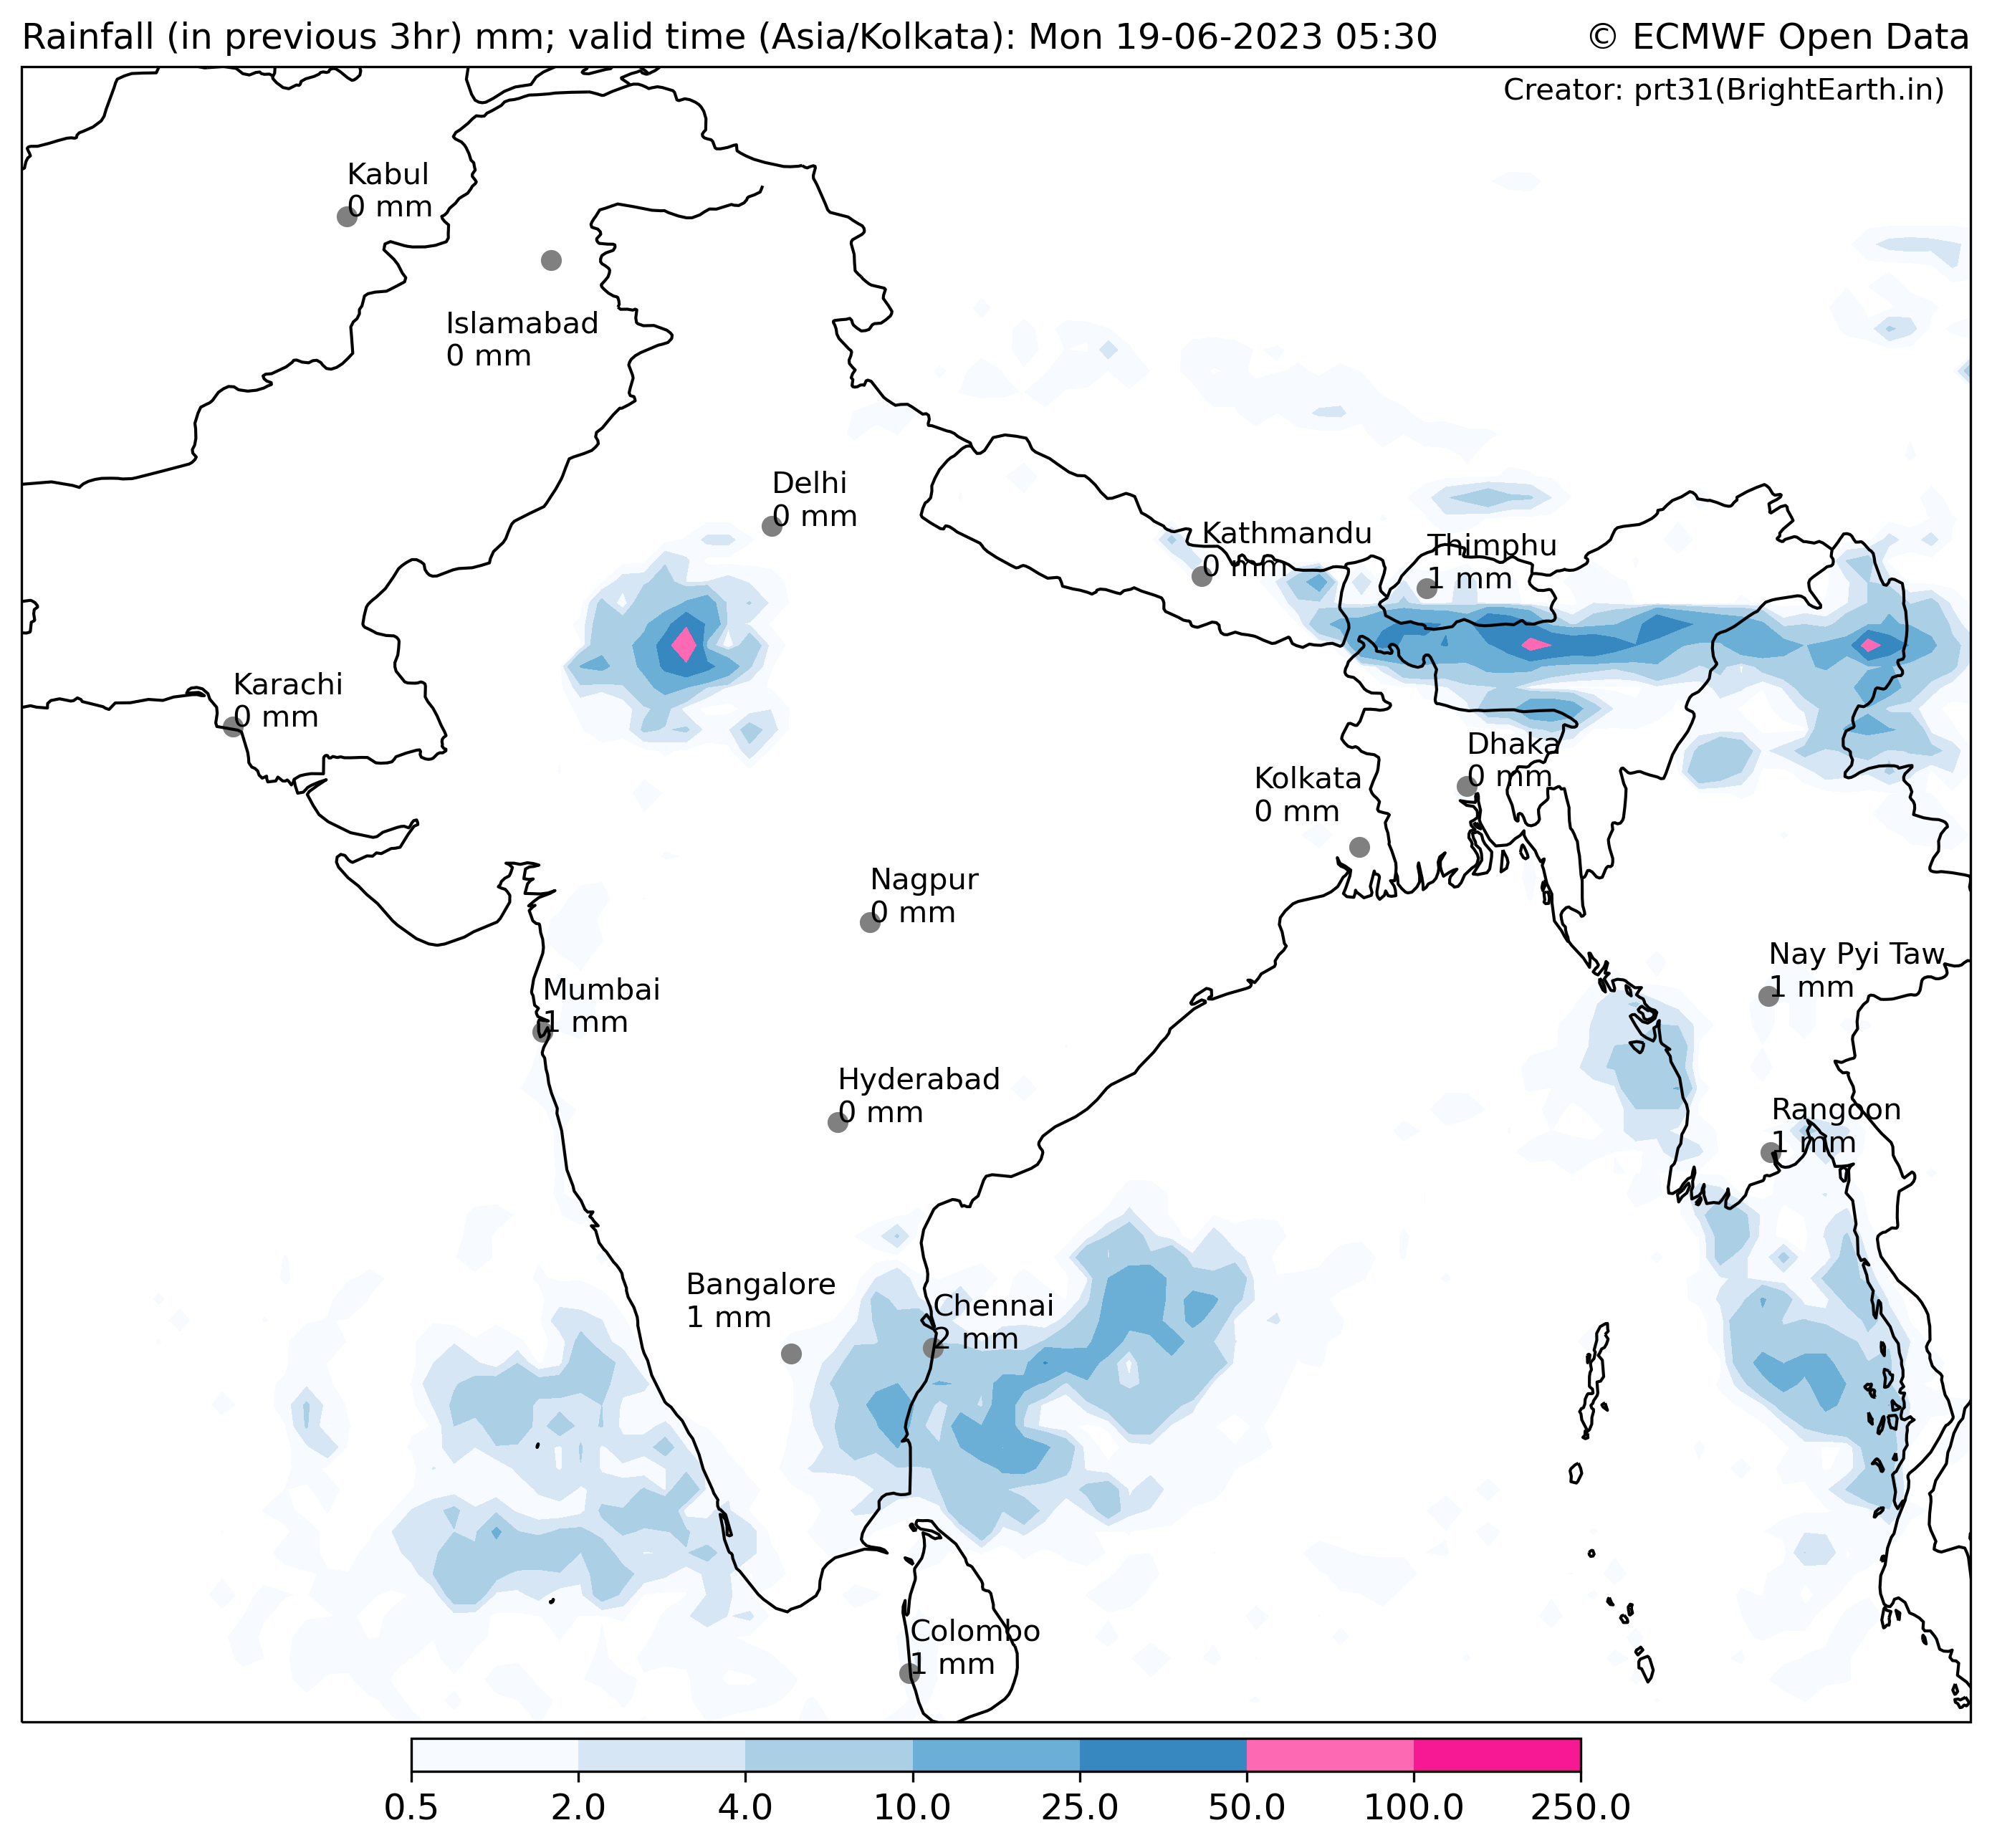 Rainfall (in previous 3hr) mm; valid time (Asia/Kolkata): Mon 19-06-2023 05:30
© ECMWF Open Data
Creator: prt31(BrightEarth.in)
Kabul
0 mm
Islamabad
0 mm
Delhi
0 mm
Kathmandu
0 mm
Thimphu
1 mm
Karachi
0 mm
Dhaka
0 mm
Kolkata
0 mm
Nagpur
0 mm
Nay Pyi Taw
1 mm
Mumbai
1 mm
Hyderabad
0 mm
Rangoon
1 mm
Bangalore
1 mm
Chennai
2 mm
Colombo
1 mm
0.5 2.0 4.0 10.0 25.0 50.0 100.0 250.0